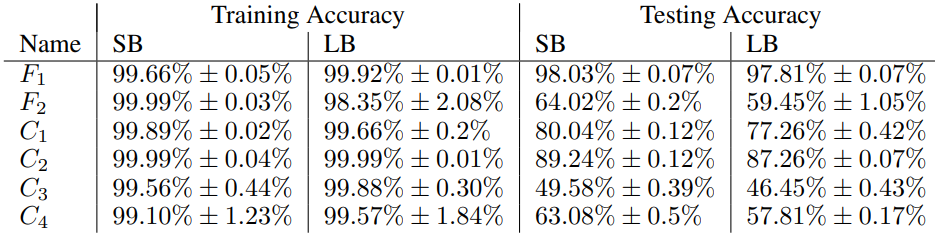 Training Accuracy Testing Accuracy
Name SB LB SB LB
F₁ 99.66% ± 0.05% 99.92% ± 0.01% 98.03% ± 0.07% 97.81% ± 0.07%
F₂ 99.99% ± 0.03% 98.35% ± 2.08% 64.02% ± 0.2% 59.45% ± 1.05%
C₁ 99.89% ± 0.02% 99.66% ± 0.2% 80.04% ± 0.12% 77.26% ± 0.42%
C₂ 99.99% ± 0.04% 99.99% ± 0.01% 89.24% ± 0.12% 87.26% ± 0.07%
C₃ 99.56% ± 0.44% 99.88% ± 0.30% 49.58% ± 0.39% 46.45% ± 0.43%
C₄ 99.10% ± 1.23% 99.57% ± 1.84% 63.08% ± 0.5% 57.81% ± 0.17%